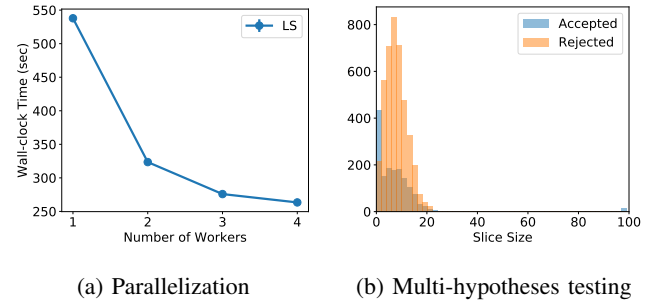 550
500
450
400
350
300
250
Wall-clock Time (sec)
LS
1 2 3 4
Number of Workers
(a) Parallelization
800
600
400
200
0
Accepted
Rejected
0 20 40 60 80 100
Slice Size
(b) Multi-hypotheses testing